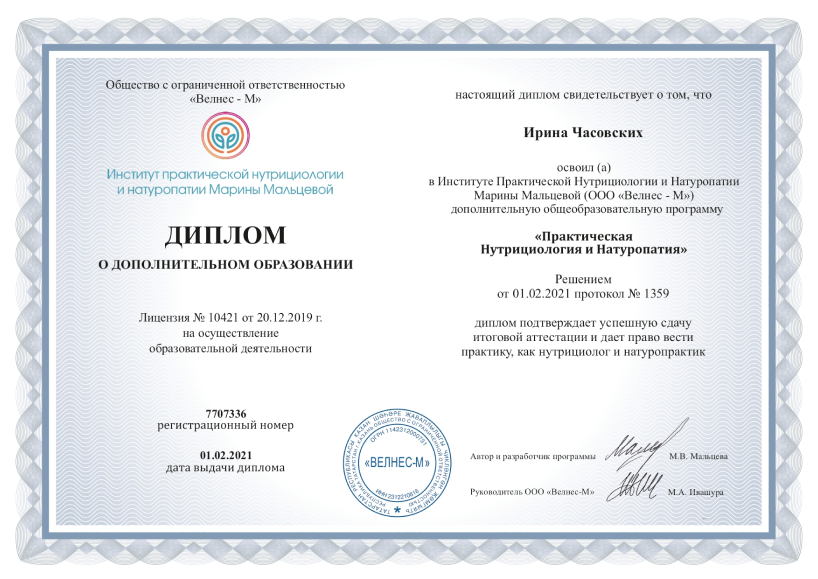 Общество с ограниченной ответственностью
«Велнес - М»
Институт практической нутрициологии
и натуропатии Марины Мальцевой
ДИПЛОМ
О ДОПОЛНИТЕЛЬНОМ ОБРАЗОВАНИИ
Лицензия № 10421 от 20.12.2019 г.
на осуществление
образовательной деятельности
7707336
регистрационный номер
01.02.2021
дата выдачи диплома
настоящий диплом свидетельствует о том, что
Ирина Часовских
освоил (а)
в Институте Практической Нутрициологии и Натуропатии
Марины Мальцевой (ООО «Велнес - М»)
дополнительную общеобразовательную программу
«Практическая
Нутрициология и Натуропатия»
Решением
от 01.02.2021 протокол № 1359
диплом подтверждает успешную сдачу
итоговой аттестации и дает право вести
практику, как нутрициолог и натуропрактик
Автор и разработчик программы М.В. Мальцева
Руководитель ООО «Велнес-М» М.А. Ивашура
«ВЕЛНЕС-М»